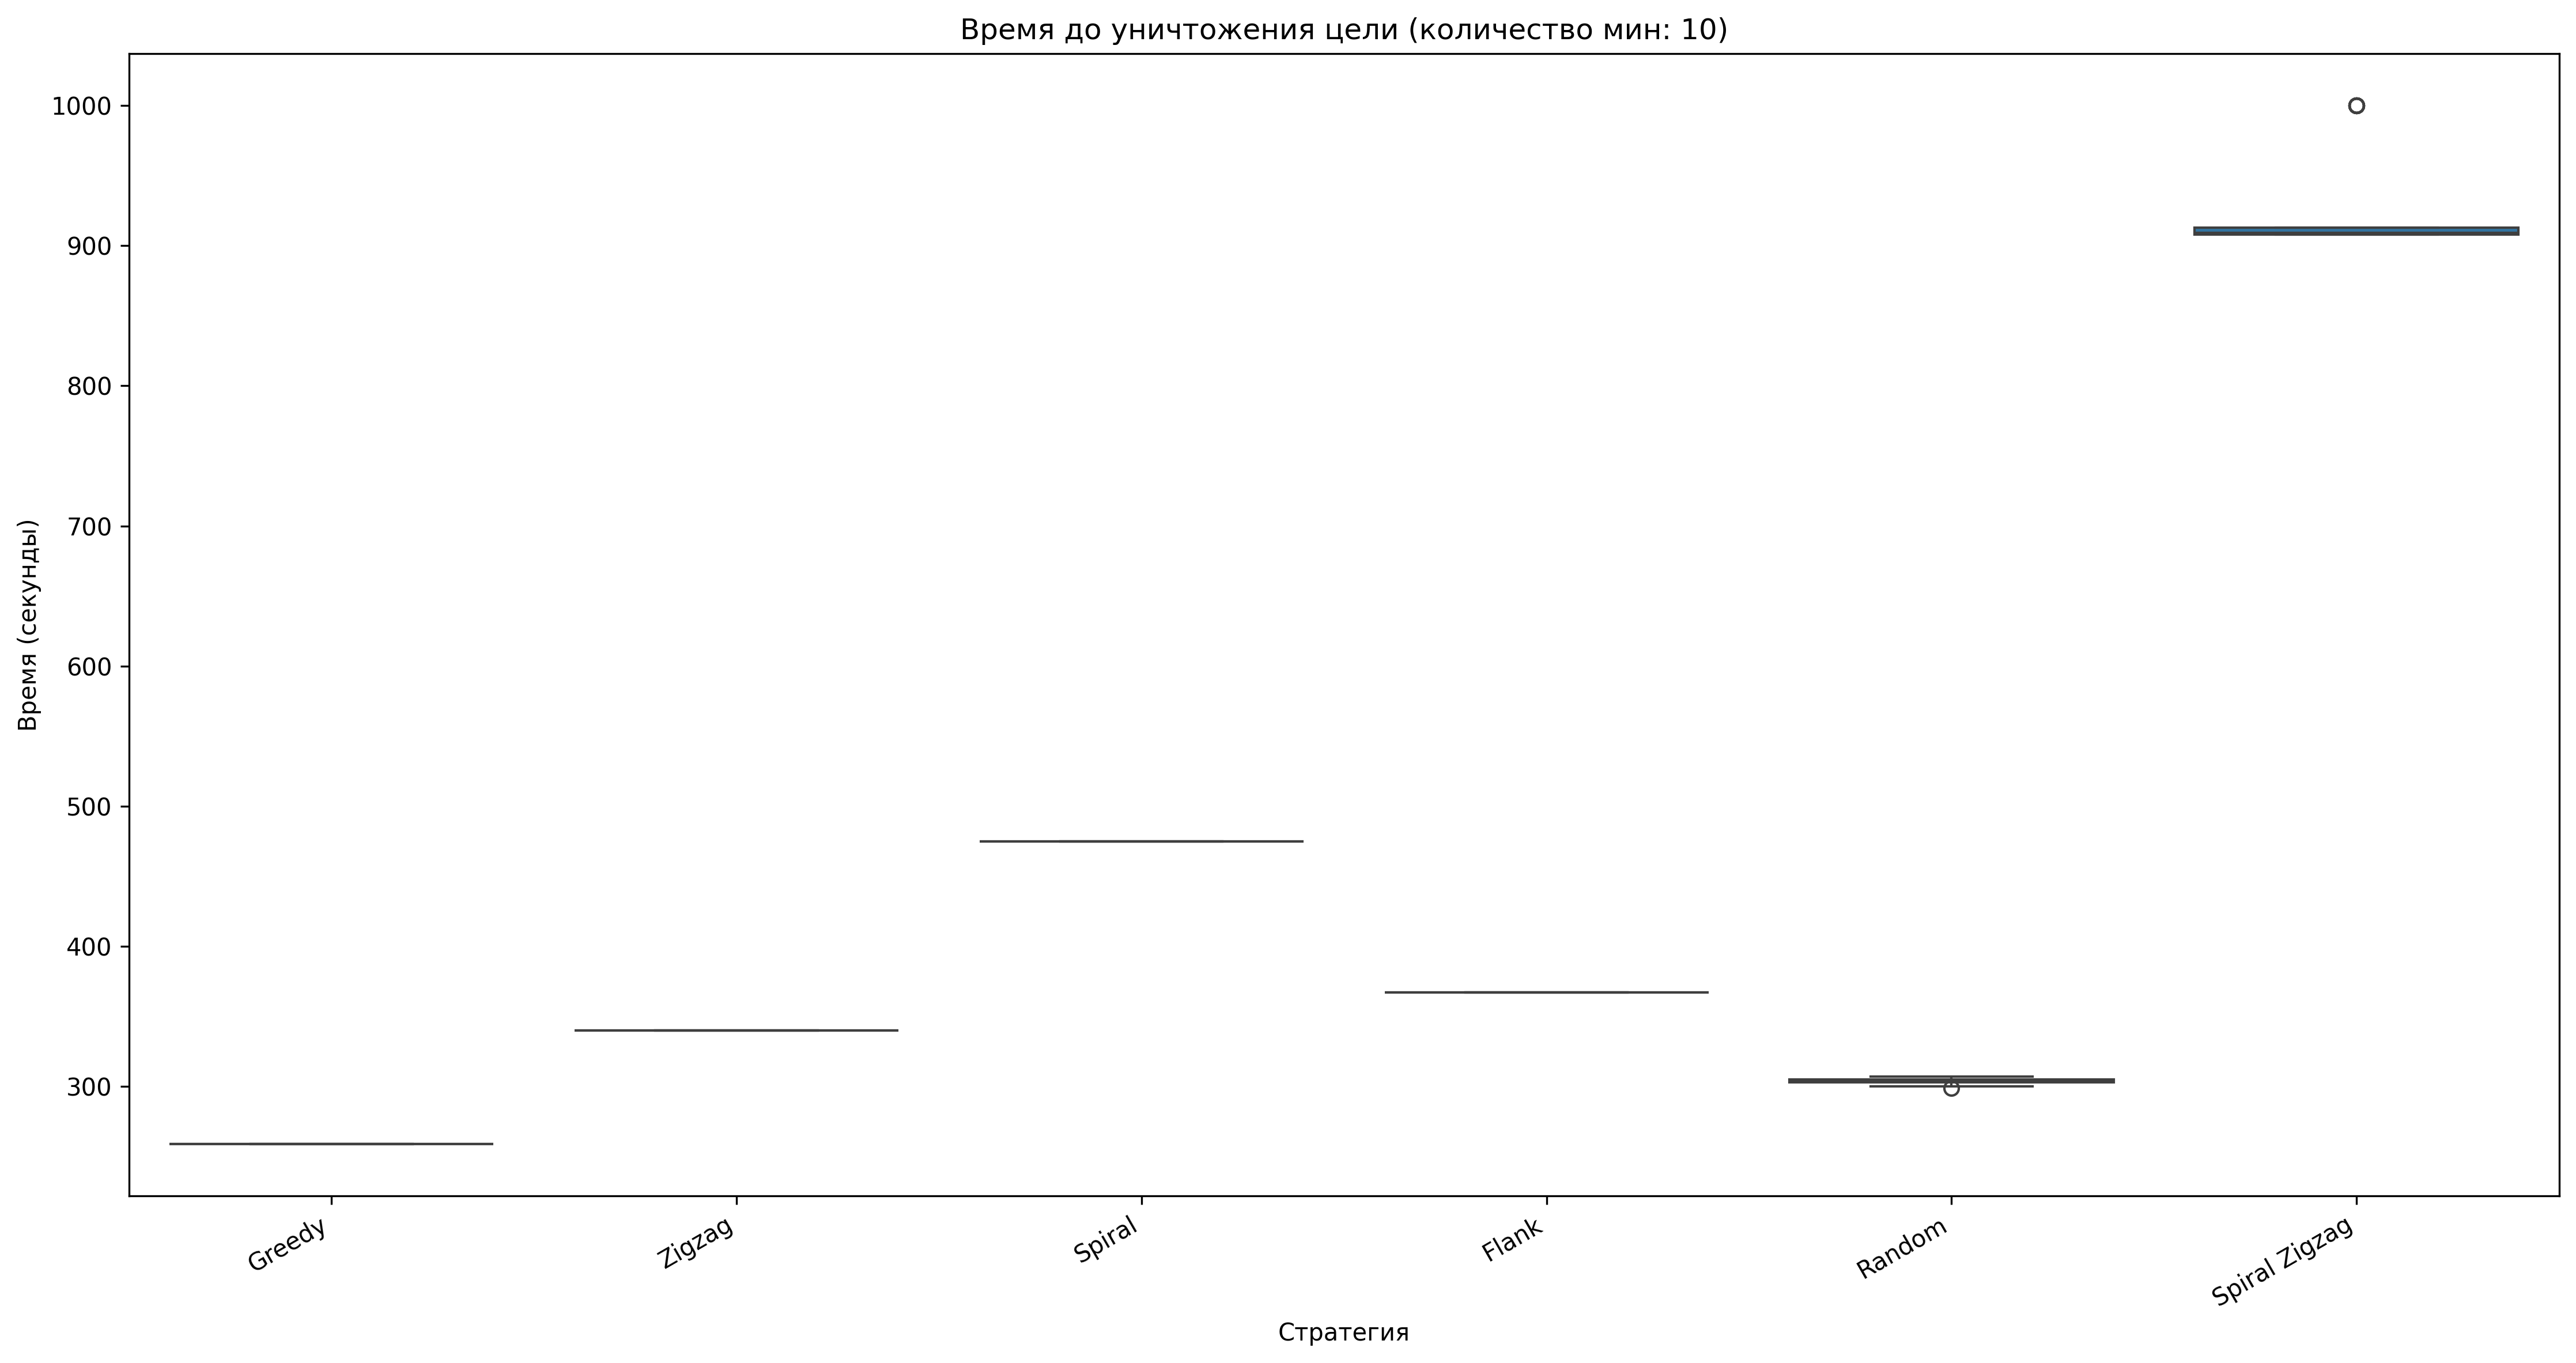 Время до уничтожения цели (количество мин: 10)
Время (секунды)
1000
900
800
700
600
500
400
300
Greedy
Zigzag
Spiral
Flank
Random
Spiral Zigzag
Стратегия